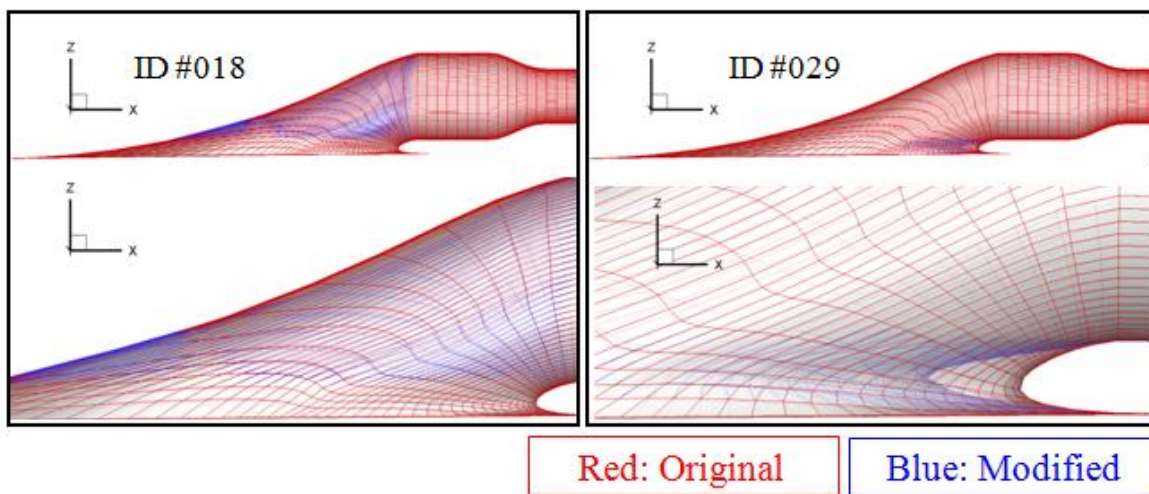 ID #018
Z
X
ID #029
Z
X
Z
X
Z
X
Red: Original
Blue: Modified